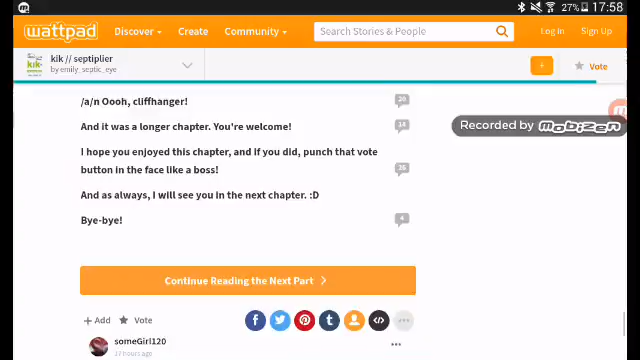 27% 17:58
wattpad Discover Create Community Search Stories & People Log in Sign Up
kik // septiplier
by emily_septic_eye
+ Vote
/a/n Oooh, cliffhanger! 20
And it was a longer chapter. You're welcome! 14
Recorded by mobizen
I hope you enjoyed this chapter, and if you did, punch that vote
button in the face like a boss!
And as always, I will see you in the next chapter. :D
Bye-bye! 4
Continue Reading the Next Part
+ Add Vote
someGirl120
17 hours ago